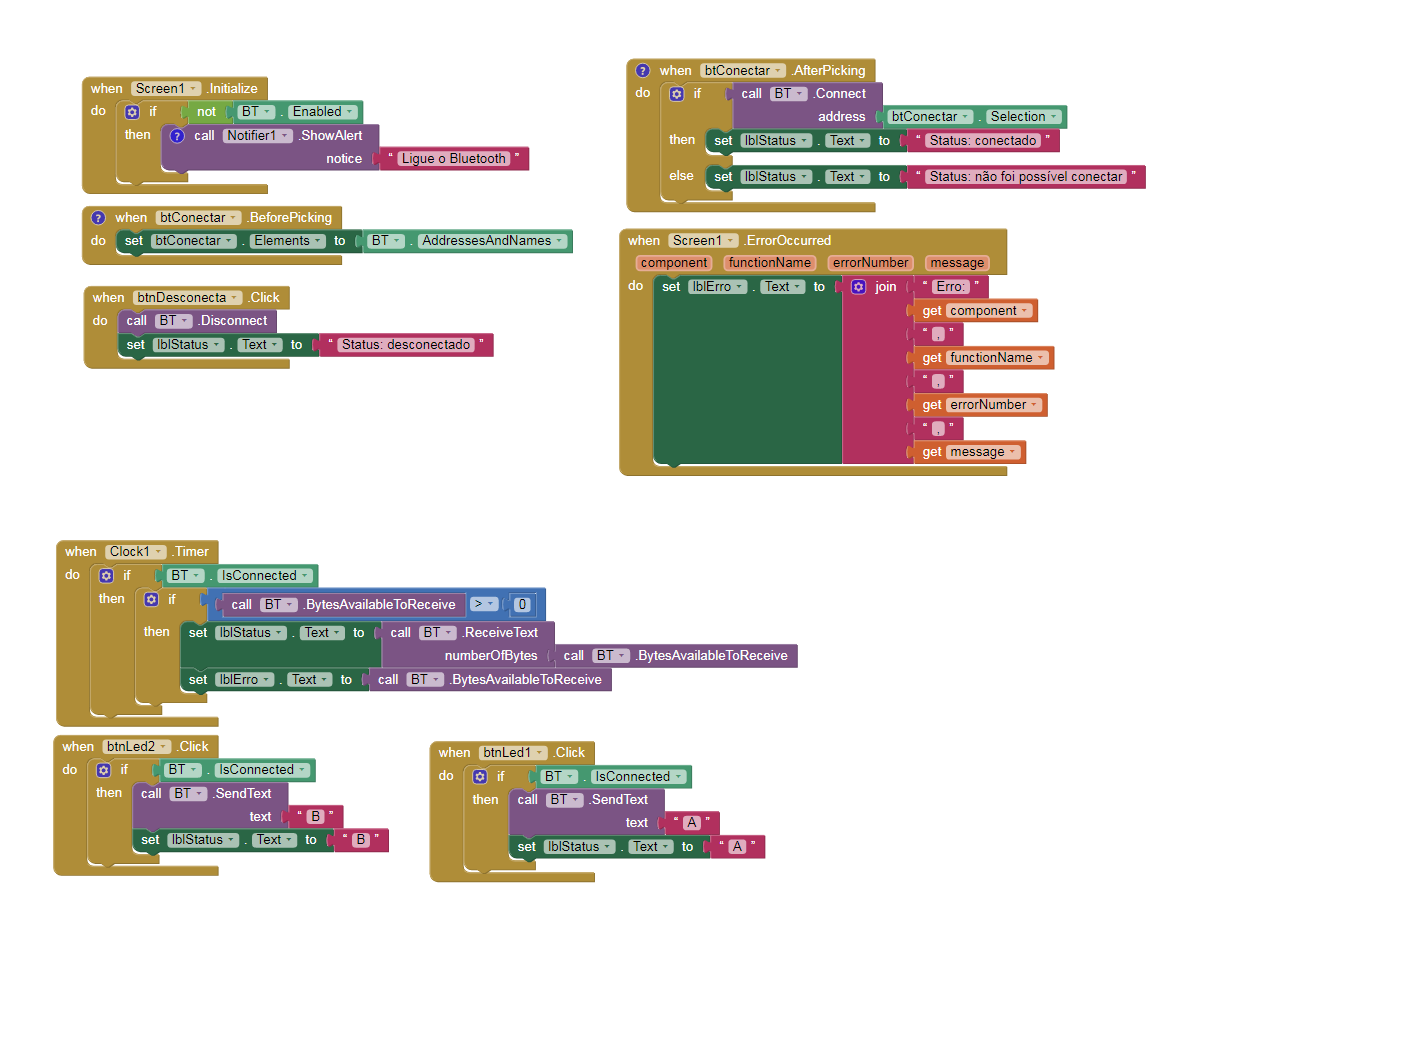 when Screen1 .Initialize
do if not BT . Enabled
then ? call Notifier1 .ShowAlert
notice " Ligue o Bluetooth "
? when btConectar .BeforePicking
do set btConectar . Elements to BT . AddressesAndNames
when btnDesconecta .Click
do call BT .Disconnect
set lblStatus . Text to " Status: desconectado "
? when btConectar .AfterPicking
do if call BT .Connect
address btConectar . Selection
then set lblStatus . Text to " Status: conectado "
else set lblStatus . Text to " Status: não foi possível conectar "
when Screen1 .ErrorOccurred
component functionName errorNumber message
do set lblErro . Text to join " Erro: "
get component
" , "
get functionName
" , "
get errorNumber
" , "
get message
when Clock1 .Timer
do if BT . IsConnected
then if call BT .BytesAvailableToReceive > 0
then set lblStatus . Text to call BT .ReceiveText
numberOfBytes call BT .BytesAvailableToReceive
set lblErro . Text to call BT .BytesAvailableToReceive
when btnLed2 .Click
do if BT . IsConnected
then call BT .SendText
text " B "
set lblStatus . Text to " B "
when btnLed1 .Click
do if BT . IsConnected
then call BT .SendText
text " A "
set lblStatus . Text to " A "